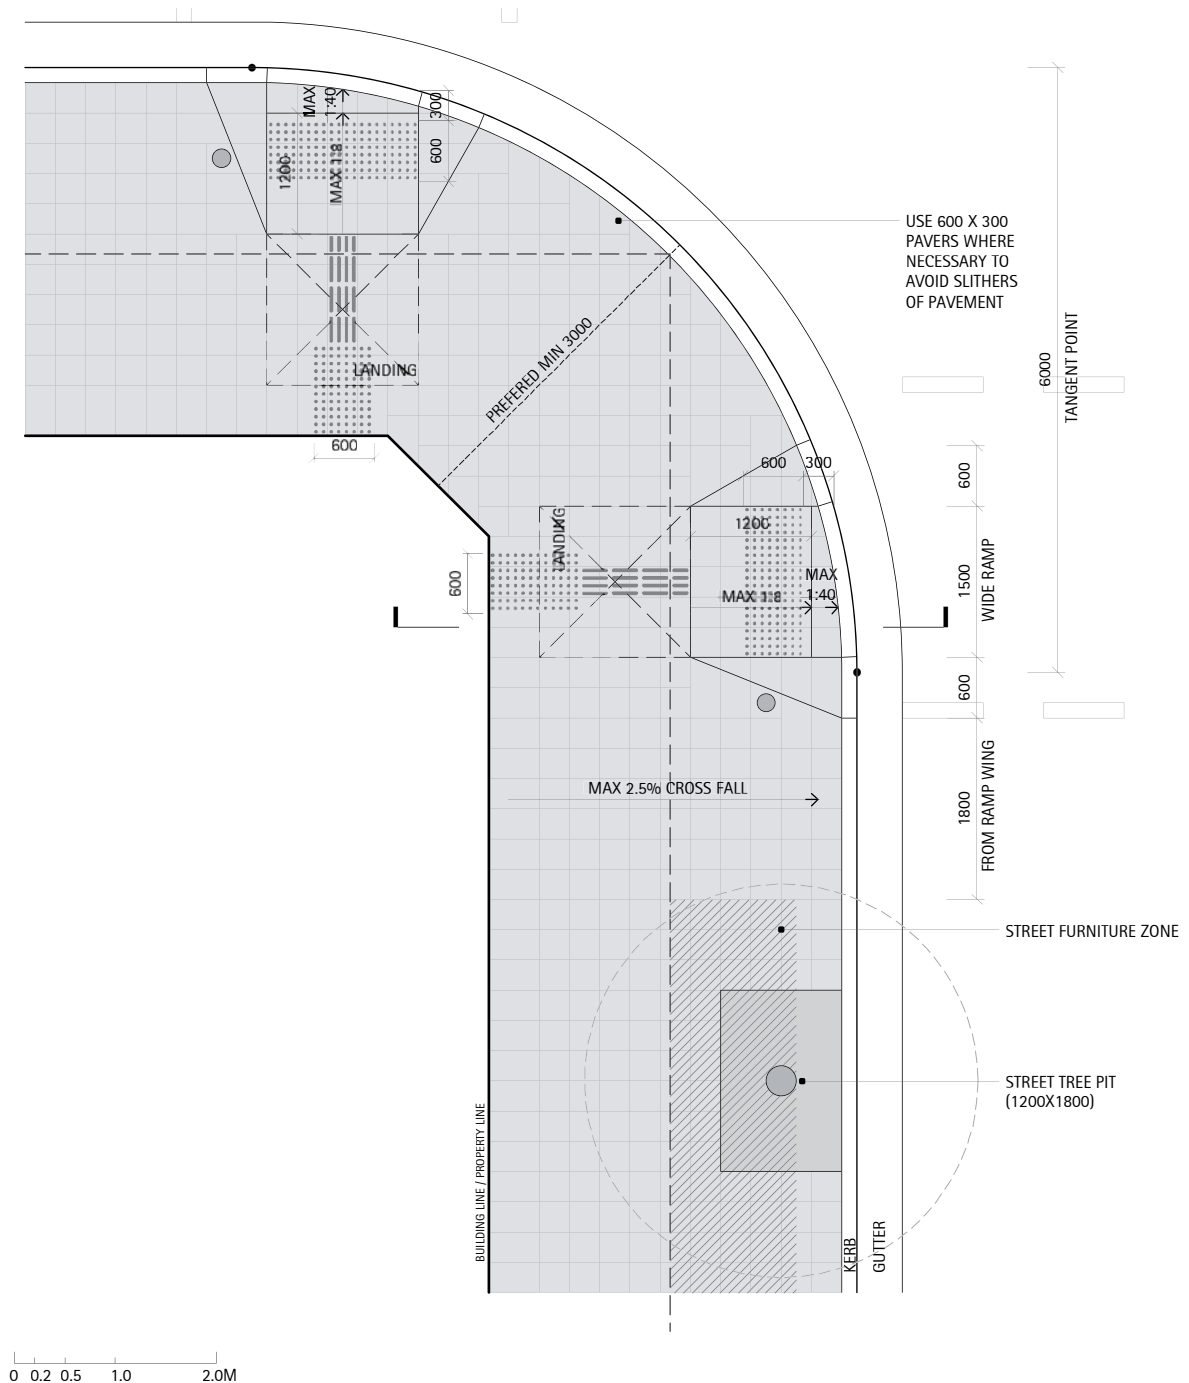 MAX
1:40
300
1200
MAX 1:8
600
USE 600 X 300
PAVERS WHERE
NECESSARY TO
AVOID SLITHERS
OF PAVEMENT
PREFERED MIN 3000
LANDING
600
6000
TANGENT POINT
600
300
600
LANDING
1200
600
MAX
1:40
MAX 1:8
1500
WIDE RAMP
600
MAX 2.5% CROSS FALL
1800
FROM RAMP WING
STREET FURNITURE ZONE
STREET TREE PIT
(1200X1800)
BUILDING LINE / PROPERTY LINE
KERB
GUTTER
0 0.2 0.5 1.0 2.0M